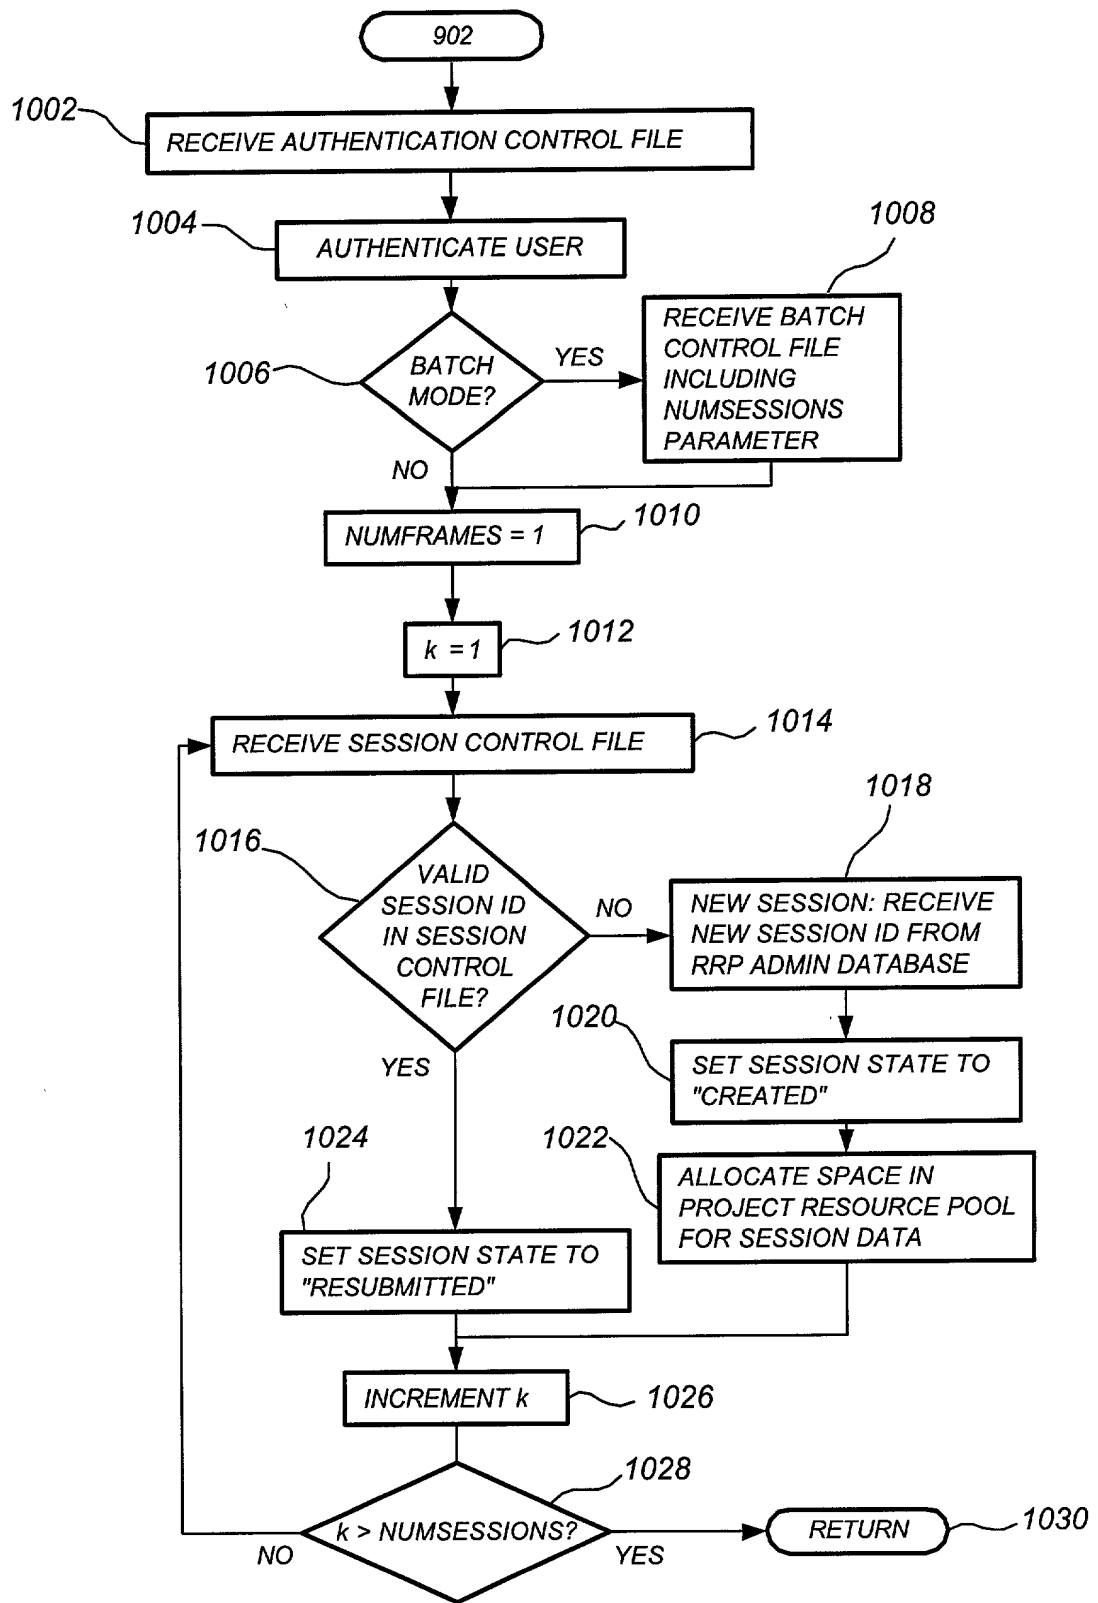 902
1002
RECEIVE AUTHENTICATION CONTROL FILE
1004
AUTHENTICATE USER
1008
RECEIVE BATCH
CONTROL FILE
INCLUDING
NUMSESSIONS
PARAMETER
1006
BATCH
MODE?
YES
NO
NUMFRAMES = 1
1010
k = 1
1012
RECEIVE SESSION CONTROL FILE
1014
1016
VALID
SESSION ID
IN SESSION
CONTROL
FILE?
NO
1018
NEW SESSION: RECEIVE
NEW SESSION ID FROM
RRP ADMIN DATABASE
1020
SET SESSION STATE TO
"CREATED"
YES
1022
ALLOCATE SPACE IN
PROJECT RESOURCE POOL
FOR SESSION DATA
1024
SET SESSION STATE TO
"RESUBMITTED"
INCREMENT k
1026
1028
k > NUMSESSIONS?
NO
YES
RETURN
1030